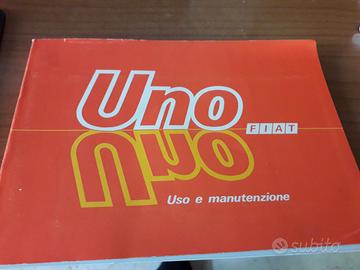 Uno
FIAT
Uno
Uso e manutenzione
subito